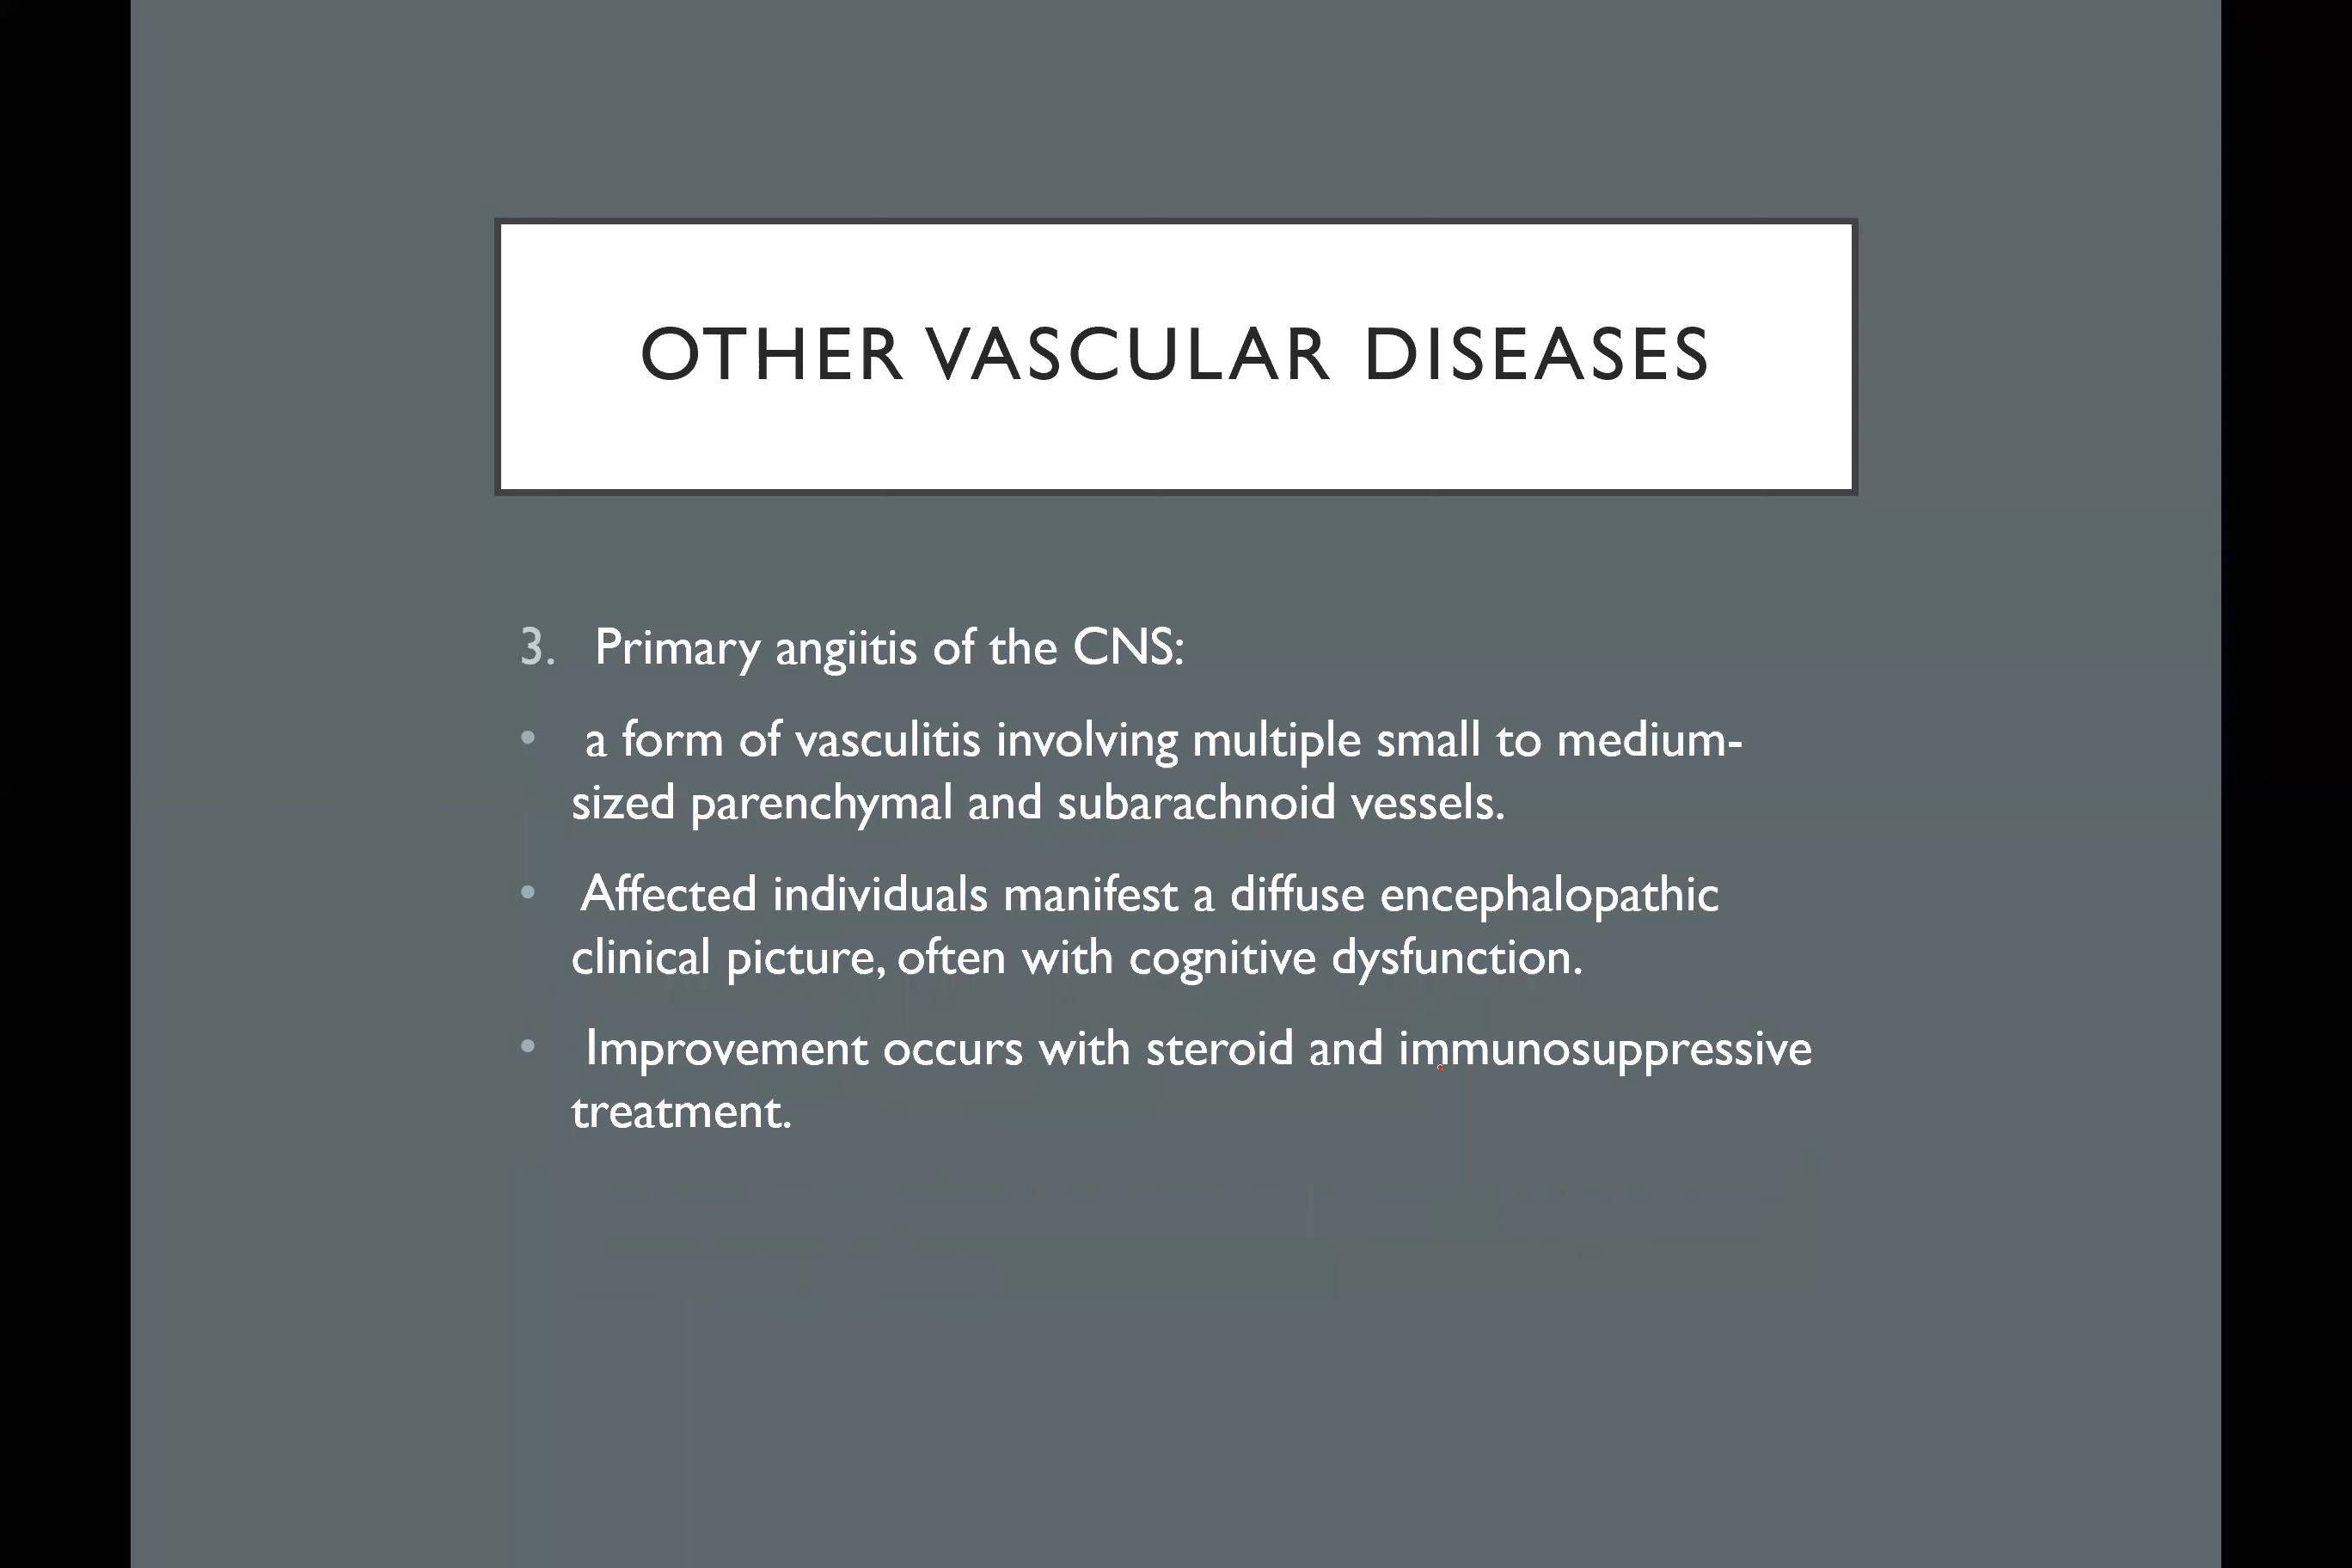 OTHER VASCULAR DISEASES
3. Primary angiitis of the CNS:
• a form of vasculitis involving multiple small to medium-
sized parenchymal and subarachnoid vessels.
• Affected individuals manifest a diffuse encephalopathic
clinical picture, often with cognitive dysfunction.
• Improvement occurs with steroid and immunosuppressive
treatment.